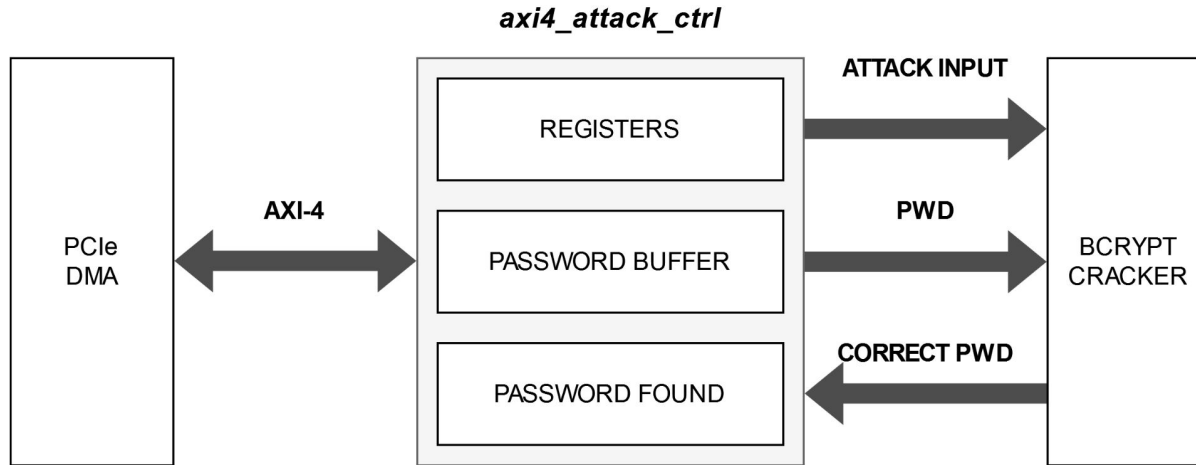 axi4_attack_ctrl
ATTACK INPUT
REGISTERS
AXI-4
PWD
PCIe
DMA
PASSWORD BUFFER
BCRYPT
CRACKER
CORRECT PWD
PASSWORD FOUND